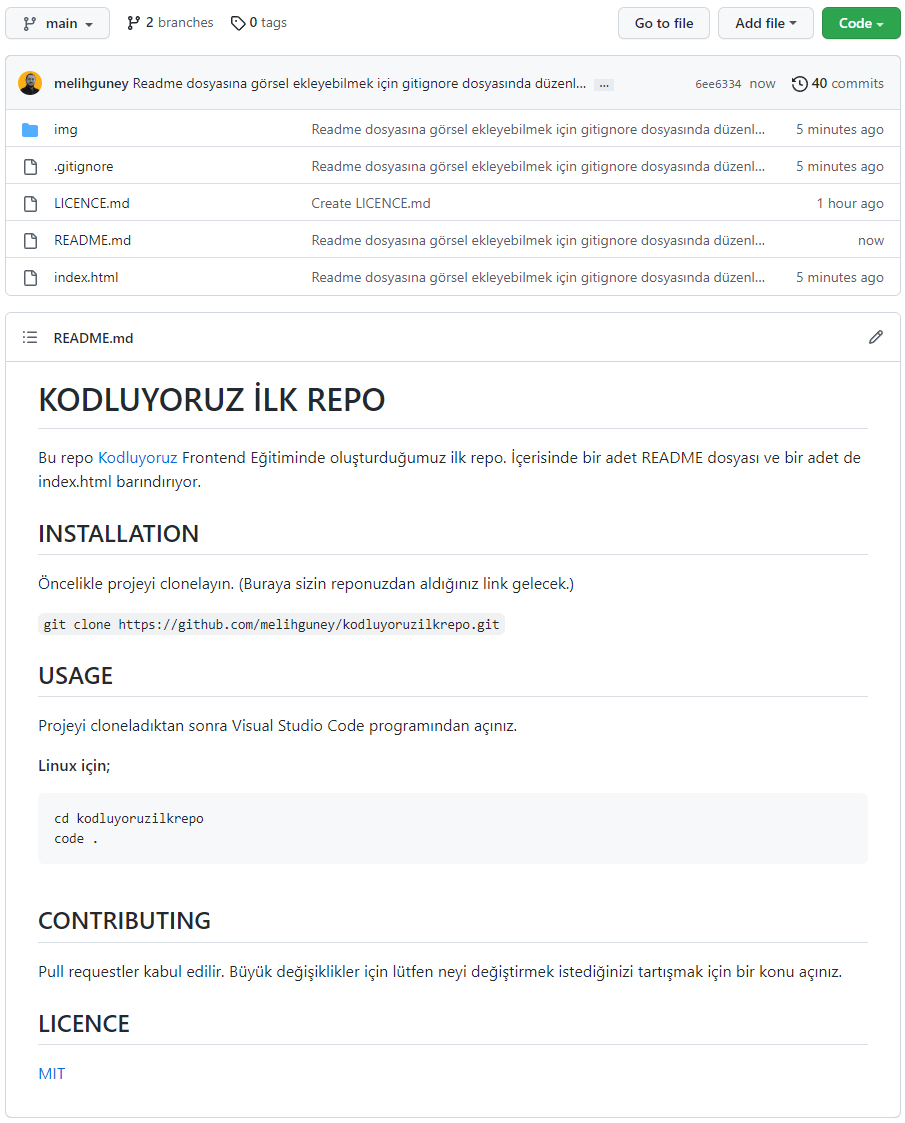 main 2 branches 0 tags Go to file Add file Code
melihguney Readme dosyasına görsel ekleyebilmek için gitignore dosyasında düzenl... ... 6ee6334 now 40 commits
img Readme dosyasına görsel ekleyebilmek için gitignore dosyasında düzenl... 5 minutes ago
.gitignore Readme dosyasına görsel ekleyebilmek için gitignore dosyasında düzenl... 5 minutes ago
LICENCE.md Create LICENCE.md 1 hour ago
README.md Readme dosyasına görsel ekleyebilmek için gitignore dosyasında düzenl... now
index.html Readme dosyasına görsel ekleyebilmek için gitignore dosyasında düzenl... 5 minutes ago
README.md
KODLUYORUZ İLK REPO
Bu repo Kodluyoruz Frontend Eğitiminde oluşturduğumuz ilk repo. İçerisinde bir adet README dosyası ve bir adet de
index.html barındırıyor.
INSTALLATION
Öncelikle projeyi clonelayın. (Buraya sizin reponuzdan aldığınız link gelecek.)
git clone https://github.com/melihguney/kodluyoruzilkrepo.git
USAGE
Projeyi cloneladıktan sonra Visual Studio Code programından açınız.
Linux için;
cd kodluyoruzilkrepo
code .
CONTRIBUTING
Pull requestler kabul edilir. Büyük değişiklikler için lütfen neyi değiştirmek istediğinizi tartışmak için bir konu açınız.
LICENCE
MIT